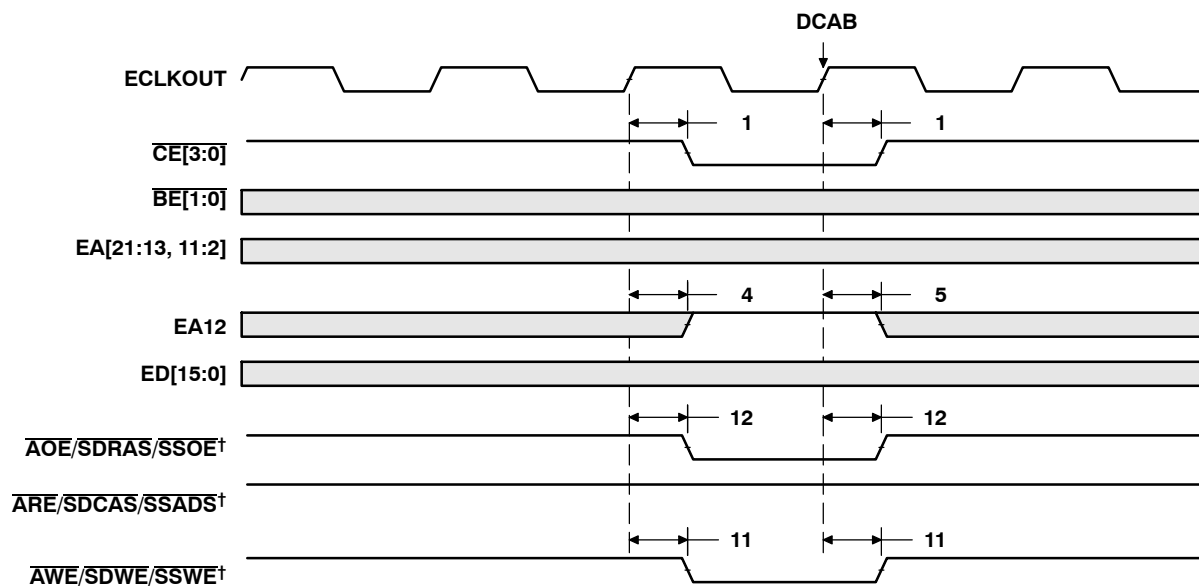 DCAB
ECLKOUT
1 1
CE[3:0]
BE[1:0]
EA[21:13, 11:2]
4 5
EA12
ED[15:0]
12 12
AOE/SDRAS/SSOE†
ARE/SDCAS/SSADS†
11 11
AWE/SDWE/SSWE†